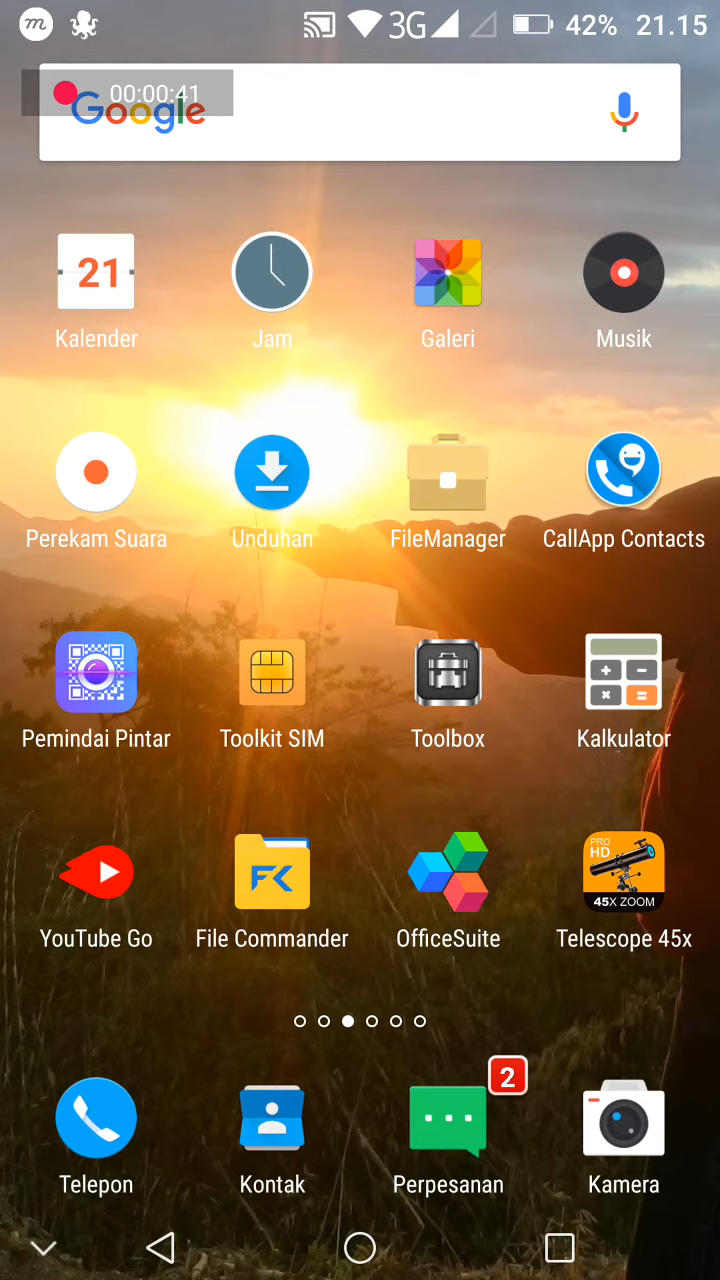 m 3G 42% 21.15
00:00:41
Google
21
Kalender Jam Galeri Musik
Perekam Suara Unduhan FileManager CallApp Contacts
Pemindai Pintar Toolkit SIM Toolbox Kalkulator
PRO
HD
45X ZOOM
YouTube Go File Commander OfficeSuite Telescope 45x
2
Telepon Kontak Perpesanan Kamera